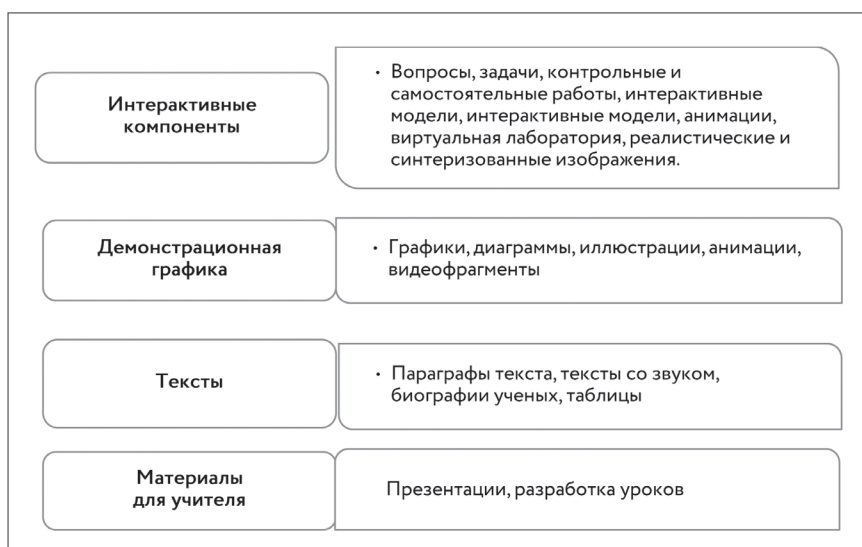 Интерактивные
компоненты
• Вопросы, задачи, контрольные и
самостоятельные работы, интерактивные
модели, интерактивные модели, анимации,
виртуальная лаборатория, реалистические и
синтезированные изображения.
Демонстрационная
графика
• Графики, диаграммы, иллюстрации, анимации,
видеофрагменты
Тексты
• Параграфы текста, тексты со звуком,
биографии ученых, таблицы
Материалы
для учителя
Презентации, разработка уроков